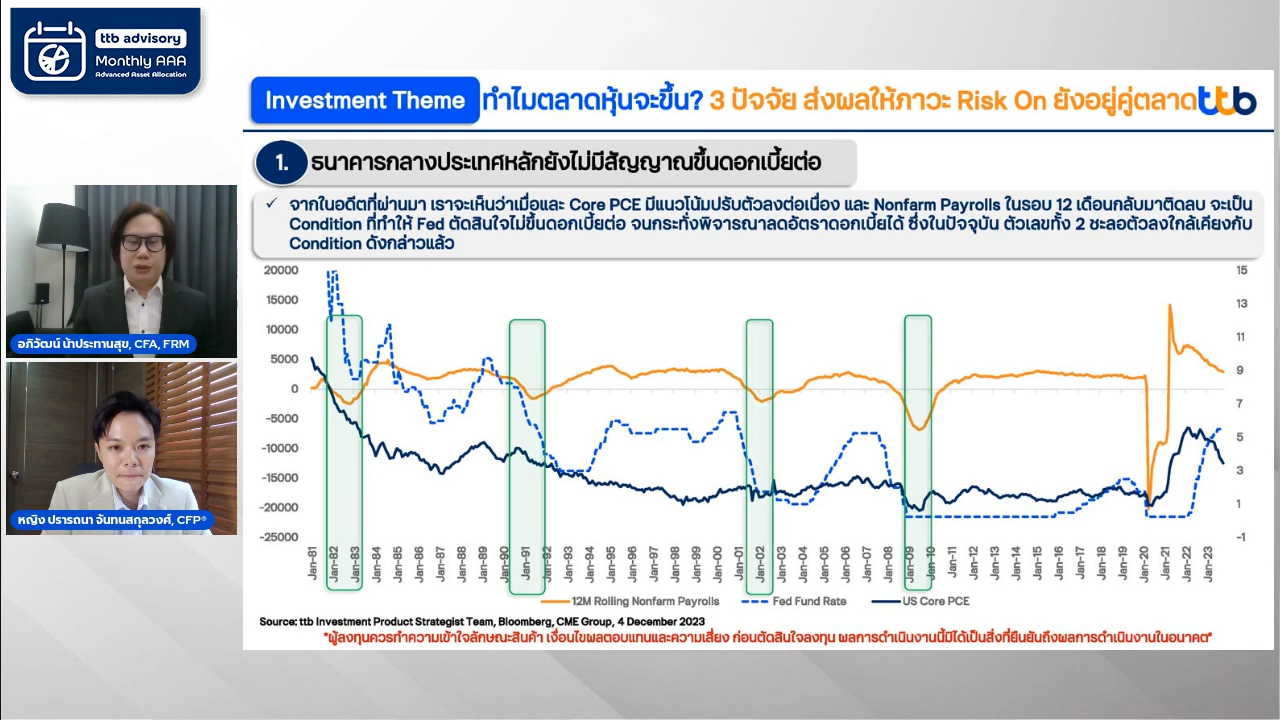 ttb advisory
Monthly AAA
Advanced Asset Allocation
Investment Theme ทำไมตลาดหุ้นจะขึ้น? 3 ปัจจัย ส่งผลให้ภาวะ Risk On ยังอยู่คู่ตลาด ttb
1. ธนาคารกลางประเทศหลักยังไม่มีสัญญาณขึ้นดอกเบี้ยต่อ
✓ จากในอดีตที่ผ่านมา เราจะเห็นว่าเมื่อและ Core PCE มีแนวโน้มปรับตัวลงต่อเนื่อง และ Nonfarm Payrolls ในรอบ 12 เดือนกลับมาติดลบ จะเป็น
Condition ที่ทำให้ Fed ตัดสินใจไม่ขึ้นดอกเบี้ยต่อ จนกระทั่งพิจารณาลดอัตราดอกเบี้ยได้ ซึ่งในปัจจุบัน ตัวเลขทั้ง 2 ชะลอตัวลงใกล้เคียงกับ
Condition ดังกล่าวแล้ว
20000
15000
10000
5000
0
-5000
-10000
-15000
-20000
-25000
15
13
11
9
7
5
3
1
-1
Jan-81
Jan-82
Jan-83
Jan-84
Jan-85
Jan-86
Jan-87
Jan-88
Jan-89
Jan-90
Jan-91
Jan-92
Jan-93
Jan-94
Jan-95
Jan-96
Jan-97
Jan-98
Jan-99
Jan-00
Jan-01
Jan-02
Jan-03
Jan-04
Jan-05
Jan-06
Jan-07
Jan-08
Jan-09
Jan-10
Jan-11
Jan-12
Jan-13
Jan-14
Jan-15
Jan-16
Jan-17
Jan-18
Jan-19
Jan-20
Jan-21
Jan-22
Jan-23
12M Rolling Nonfarm Payrolls Fed Fund Rate US Core PCE
Source: ttb Investment Product Strategist Team, Bloomberg, CME Group, 4 December 2023
"ผู้ลงทุนควรทำความเข้าใจลักษณะสินค้า เงื่อนไขผลตอบแทนและความเสี่ยง ก่อนตัดสินใจลงทุน ผลการดำเนินงานนี้มิได้เป็นสิ่งที่ยืนยันถึงผลการดำเนินงานในอนาคต"
อภิวัฒน์ น้าประทานสุข, CFA, FRM
หญิง ปรารถนา จันทนสกุลวงศ์, CFP®